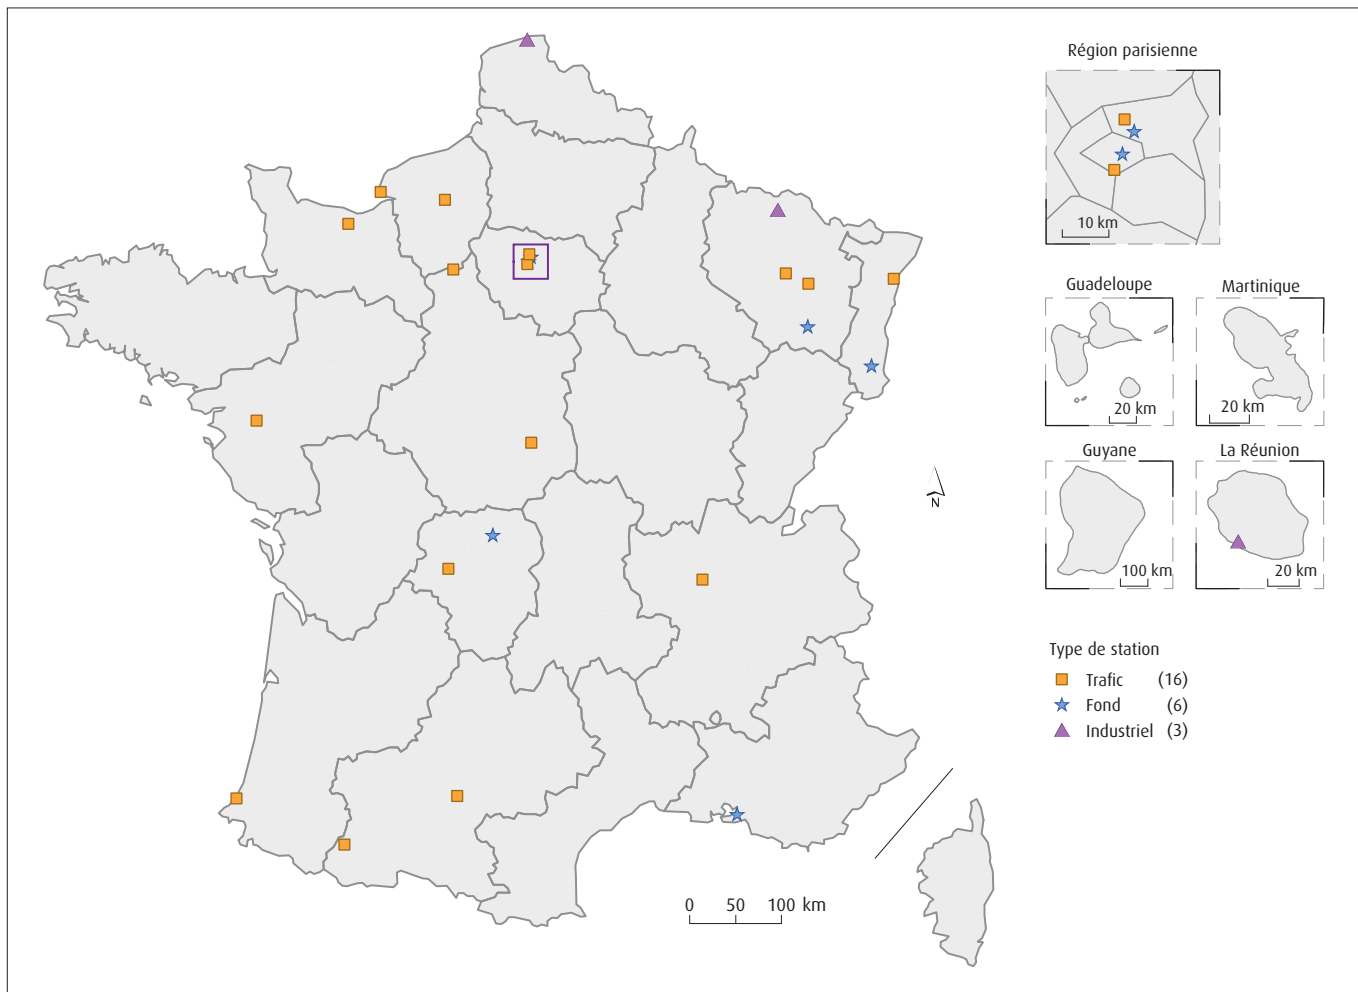 Région parisienne
10 km
Guadeloupe
Martinique
20 km
20 km
Guyane
La Réunion
100 km
20 km
N
Type de station
Trafic (16)
Fond (6)
Industriel (3)
0 50 100 km